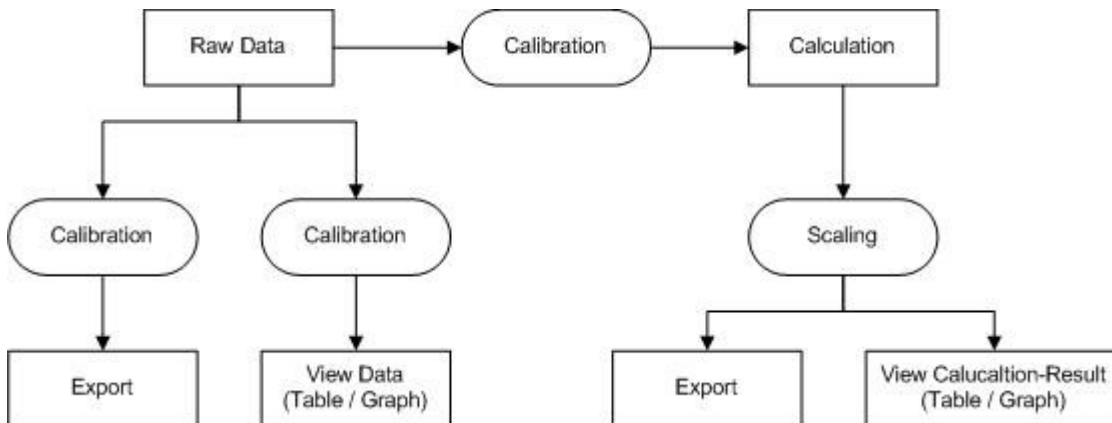 Raw Data
Calibration
Calculation
Calibration
Calibration
Scaling
Export
View Data
(Table / Graph)
Export
View Calucaltion-Result
(Table / Graph)